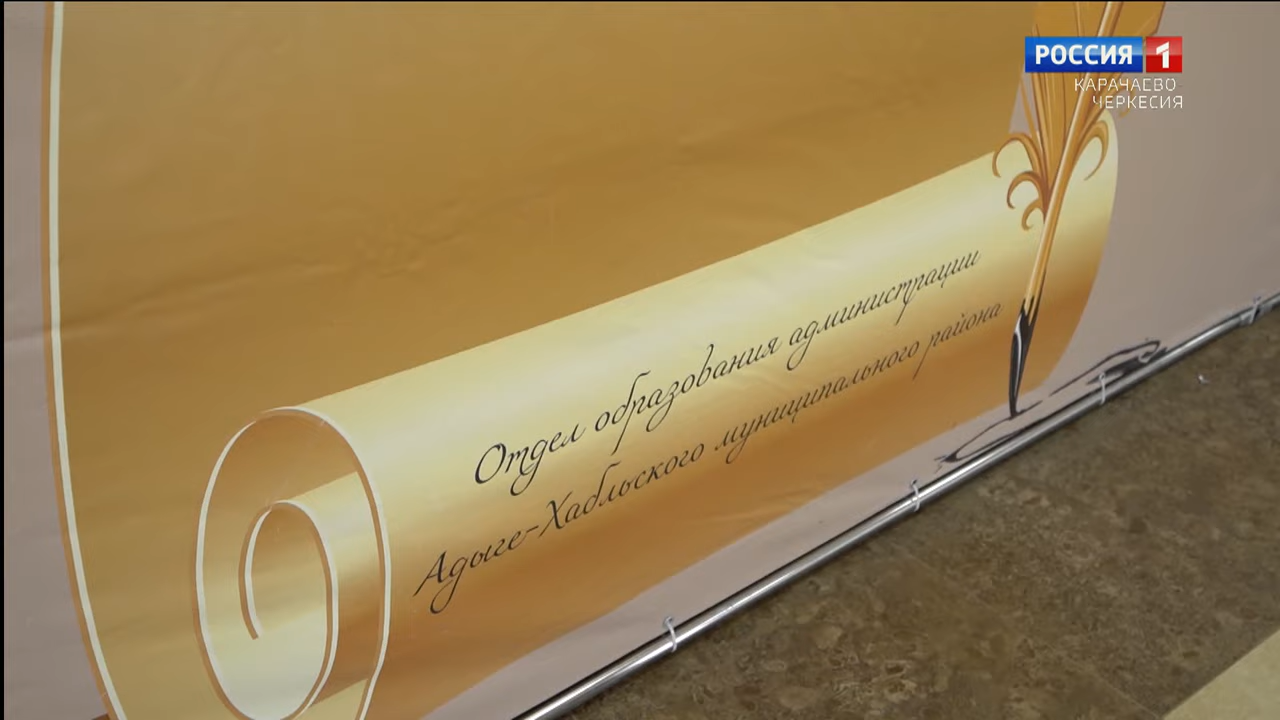 РОССИЯ 1
КАРАЧАЕВО-
ЧЕРКЕСИЯ
Отдел образования администрации
Адыге-Хабльского муниципального района